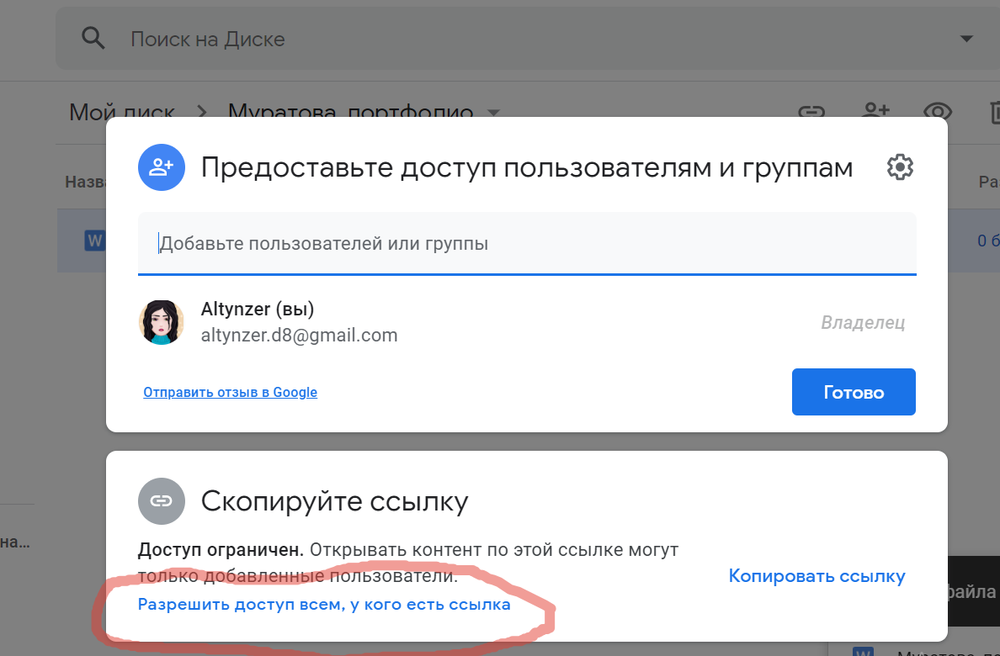 Поиск на Диске
Мой диск > Муратова_портфолио
Предоставьте доступ пользователям и группам
Назв
Ра
Добавьте пользователей или группы
W
0 б
Altynzer (вы)
altynzer.d8@gmail.com
Владелец
Отправить отзыв в Google
Готово
Скопируйте ссылку
на...
Доступ ограничен. Открывать контент по этой ссылке могут
только добавленные пользователи.
Копировать ссылку
файла
Разрешить доступ всем, у кого есть ссылка